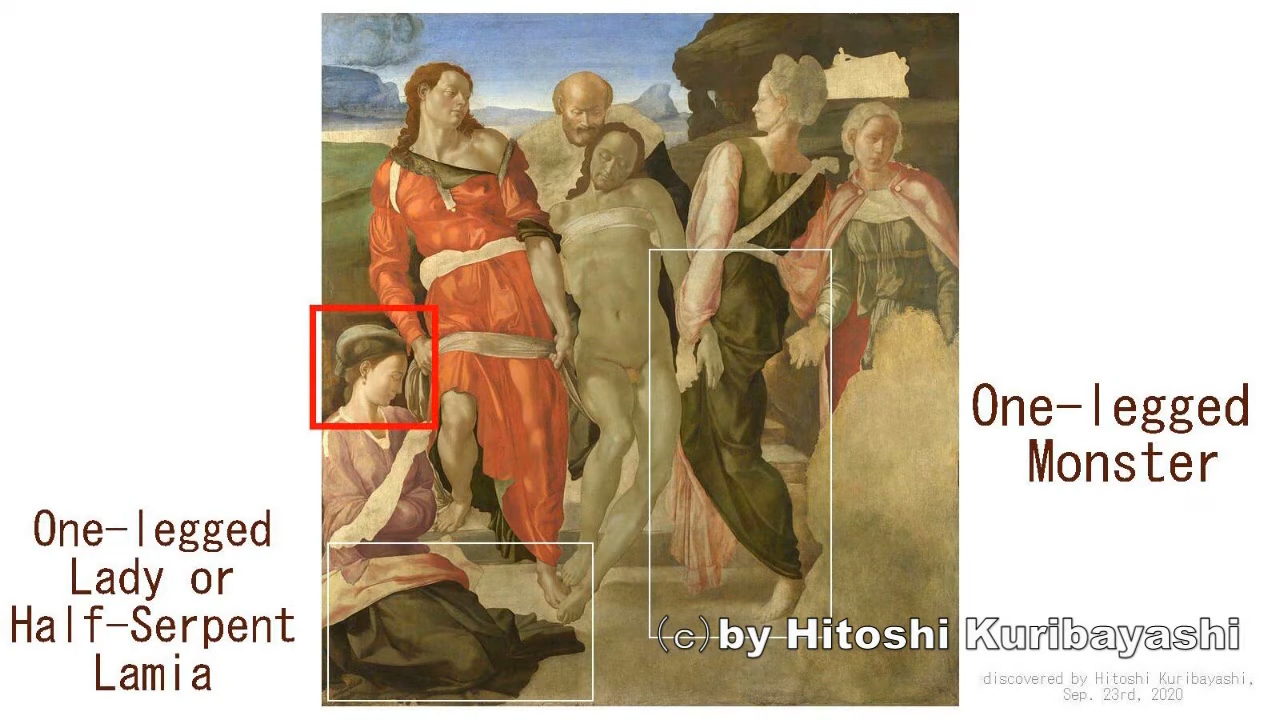 One-legged
Monster
One-legged
Lady or
Half-Serpent
Lamia
(c)by Hitoshi Kuribayashi
discovered by Hitoshi Kuribayashi,
Sep. 23rd, 2020